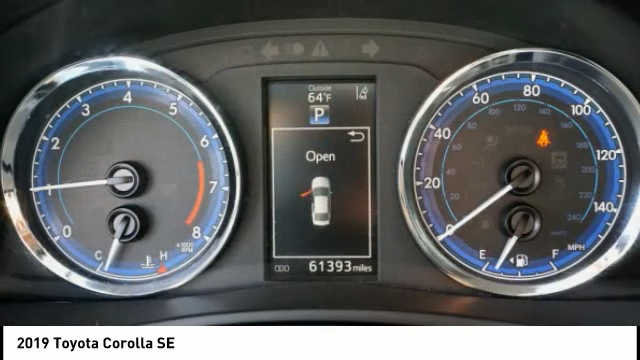 Outside
64°F
P
Open
ODO 61393 miles
0 1 2 3 4 5 6 7 8
x1000 RPM
C H
0 20 40 60 80 100 120 140
MPH
E F
2019 Toyota Corolla SE